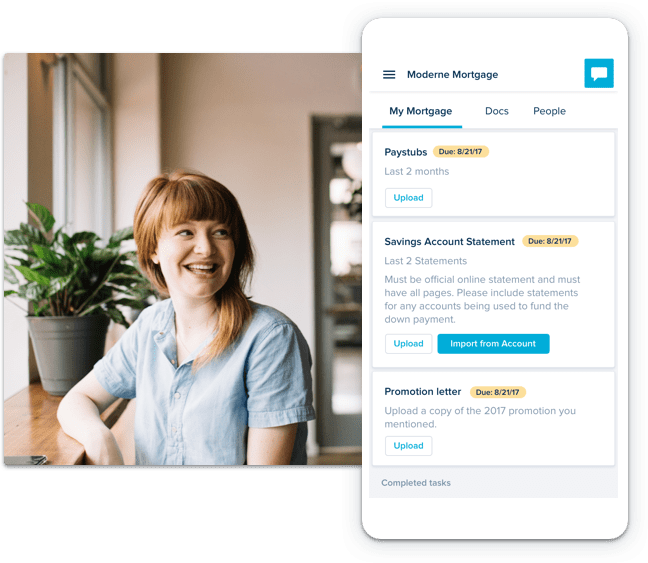 Moderne Mortgage
My Mortgage Docs People
Paystubs Due: 8/21/17
Last 2 months
Upload
Savings Account Statement Due: 8/21/17
Last 2 Statements
Must be official online statement and must
have all pages. Please include statements
for any accounts being used to fund the
down payment.
Upload Import from Account
Promotion letter Due: 8/21/17
Upload a copy of the 2017 promotion you
mentioned.
Upload
Completed tasks